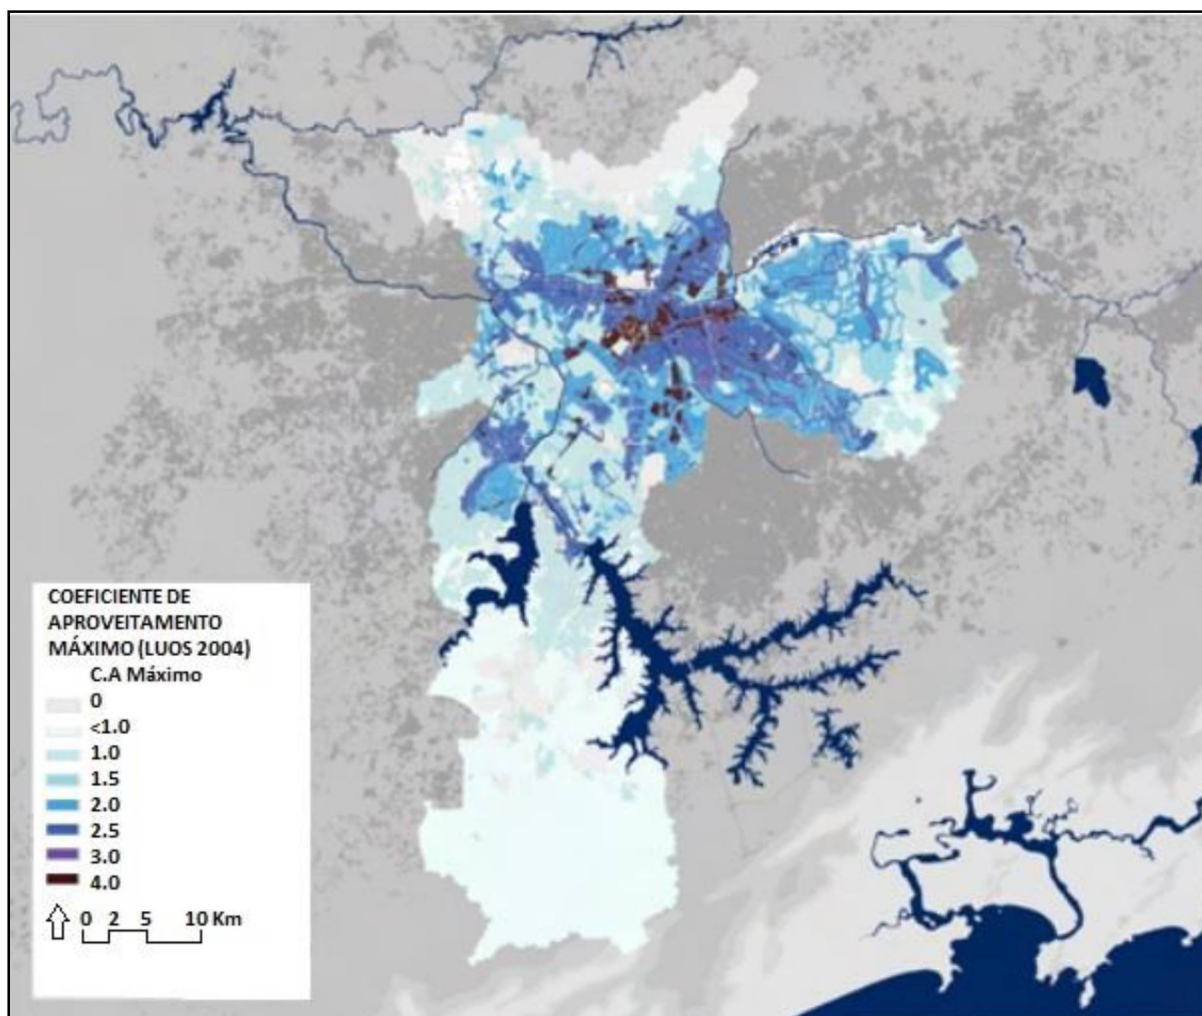 COEFICIENTE DE
APROVEITAMENTO
MÁXIMO (LUOS 2004)
C.A Máximo
0
<1.0
1.0
1.5
2.0
2.5
3.0
4.0
0 2 5 10 Km